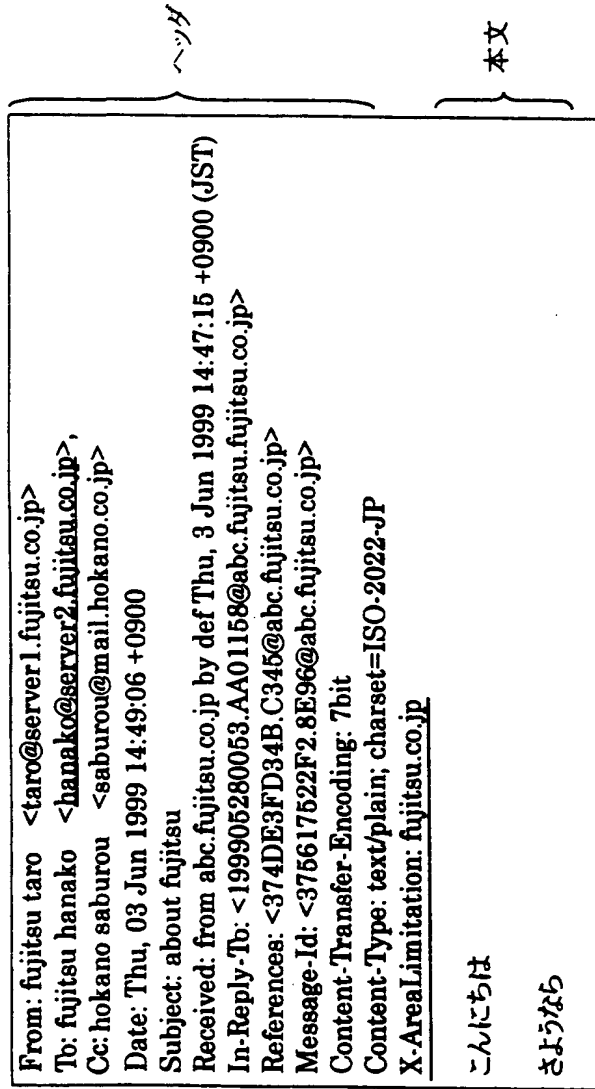 From: fujitsu taro <taro@server1.fujitsu.co.jp>
To: fujitsu hanako <hanako@server2.fujitsu.co.jp>,
Cc: hokano saburou <saburou@mail.hokano.co.jp>
Date: Thu, 03 Jun 1999 14:49:06 +0900
Subject: about fujitsu
Received: from abc.fujitsu.co.jp by def Thu, 3 Jun 1999 14:47:15 +0900 (JST)
In-Reply-To: <199905280053.AA01158@abc.fujitsu.fujitsu.co.jp>
References: <374DE3FD34B.C345@abc.fujitsu.co.jp>
Message-Id: <375617522F2.8E96@abc.fujitsu.co.jp>
Content-Transfer-Encoding: 7bit
Content-Type: text/plain; charset=ISO-2022-JP
X-AreaLimitation: fujitsu.co.jp
こんにちは
さようなら
ヘッダ
本文